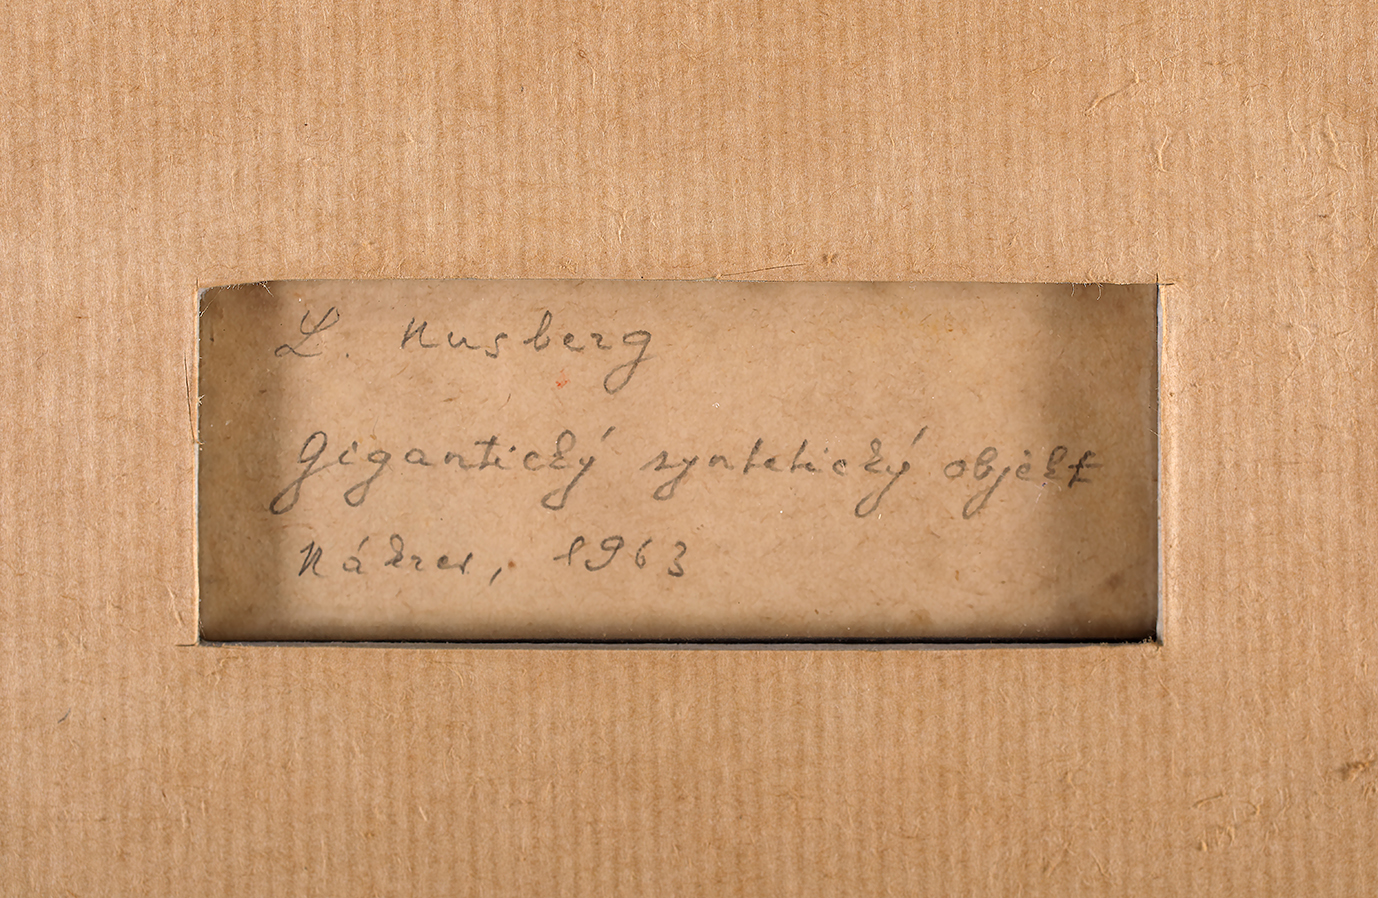 L. Nusberg
Gigantický syntetický objekt
Nákres, 1963